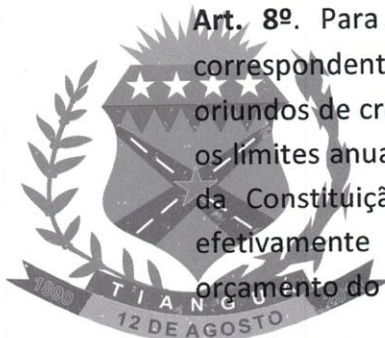 Art. 8º. Para
correspondent
oriundos de cr
os limites anua
da Constituiçã
efetivamente
orçamento do
1890
TIANGU
12 DE AGOSTO